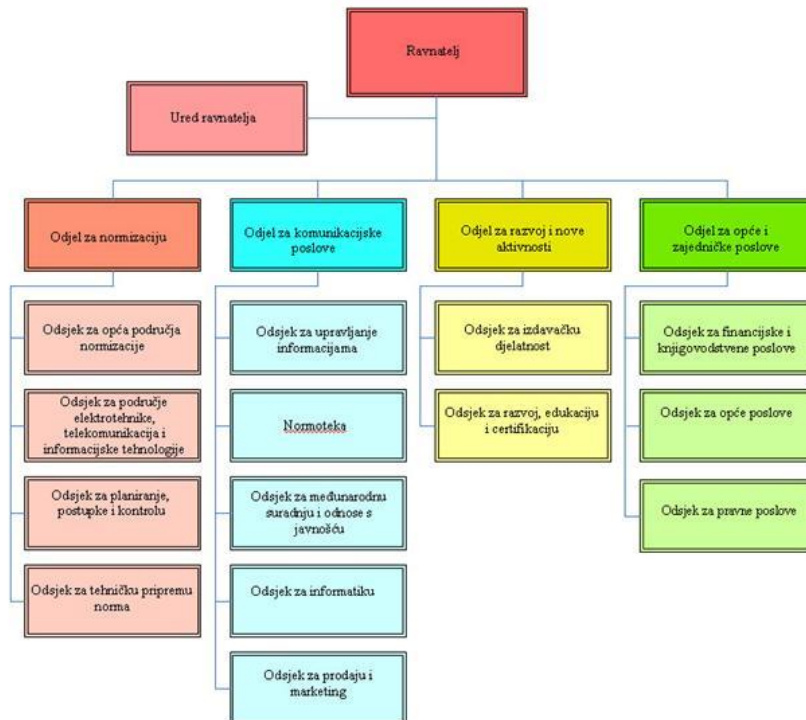 Ravnatelj
Ured ravnatelja
Odjel za normizaciju
Odjel za komunikacijske
poslove
Odjel za razvoj i nove
aktivnosti
Odjel za opće i
zajedničke poslove
Odsjek za opća područja
normizacije
Odsjek za područje
elektrotehnike,
telekomunikacija i
informacijske tehnologije
Odsjek za planiranje,
postupke i kontrolu
Odsjek za tehničku pripremu
norma
Odsjek za upravljanje
informacijama
Normoteka
Odsjek za međunarodnu
suradnju i odnose s
javnošću
Odsjek za informatiku
Odsjek za prodaju i
marketing
Odsjek za izdavačku
djelatnost
Odsjek za razvoj, edukaciju
i certifikaciju
Odsjek za financijske i
knjigovodstvene poslove
Odsjek za opće poslove
Odsjek za pravne poslove